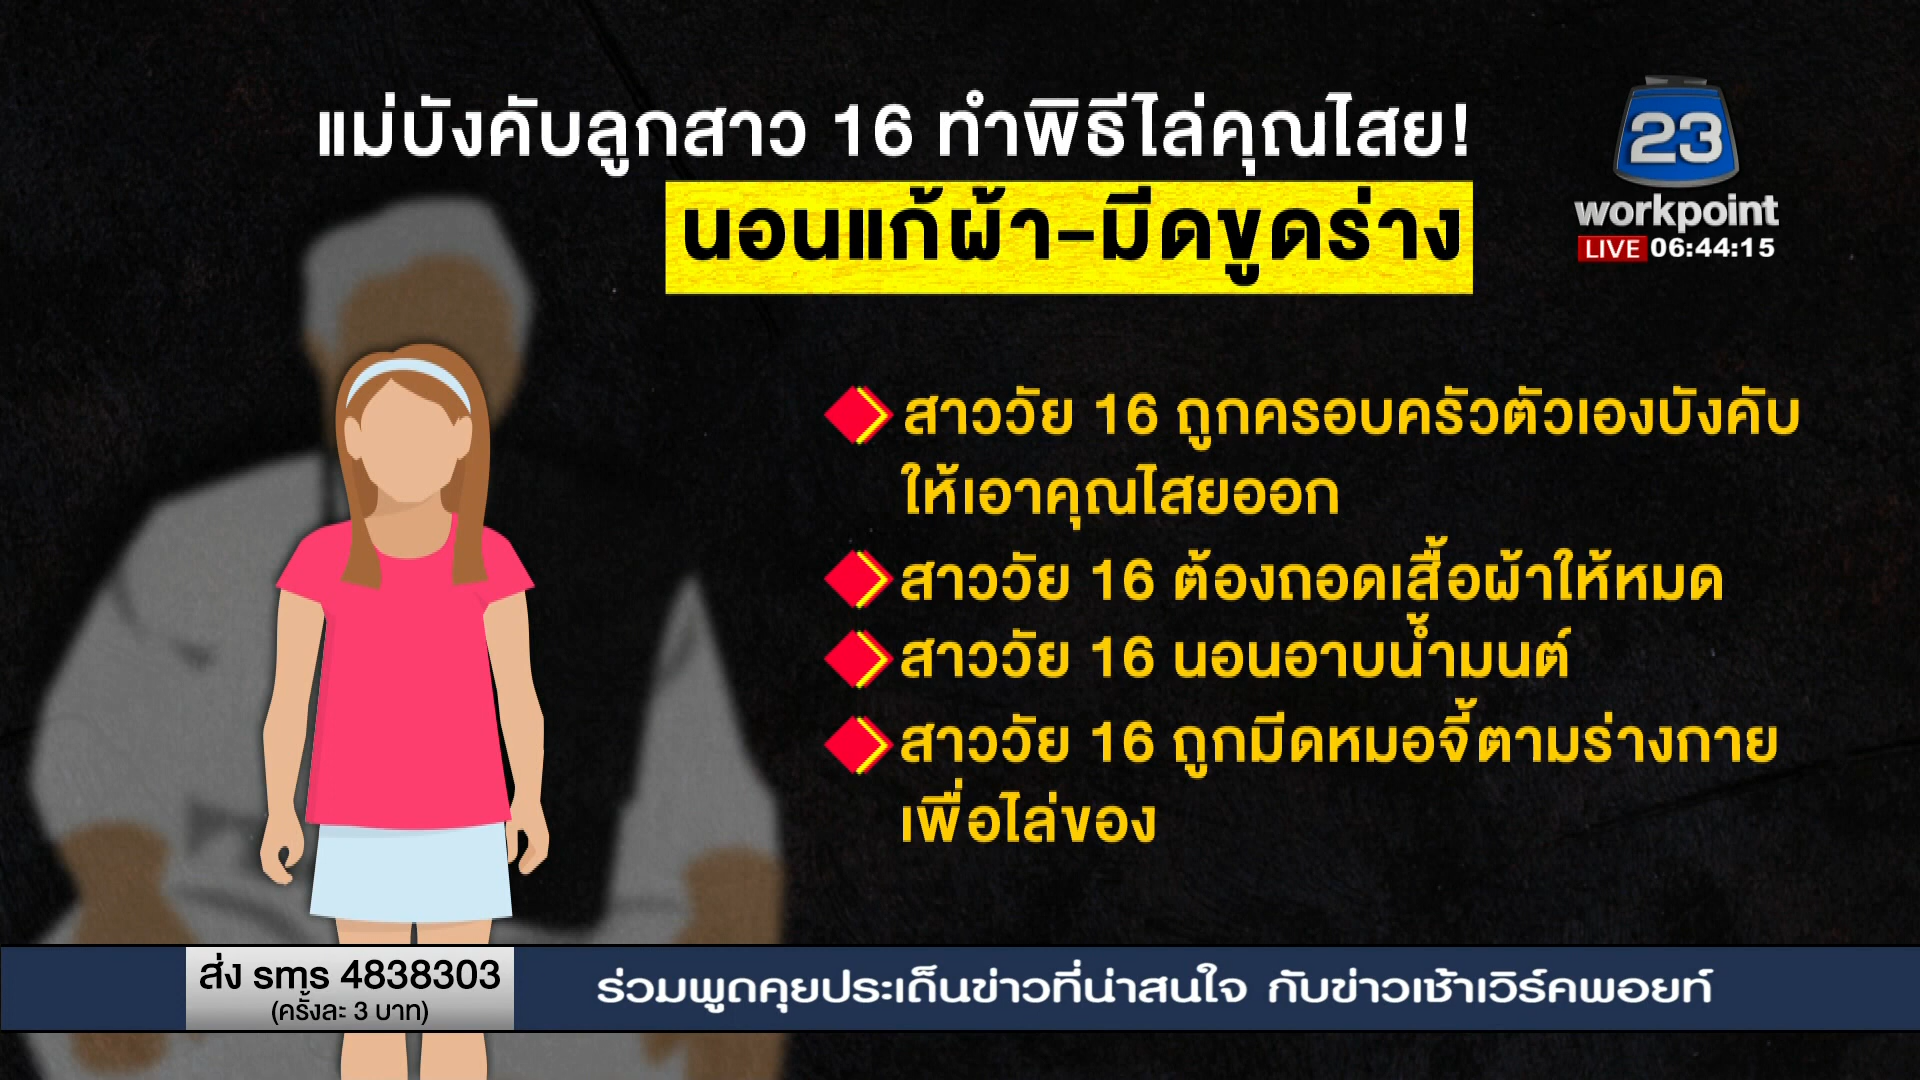 แม่บังคับลูกสาว 16 ทำพิธีไล่คุณไสย!
นอนแก้ผ้า-มีดขูดร่าง
23
workpoint
LIVE 06:44:15
สาววัย 16 ถูกครอบครัวตัวเองบังคับ
ให้เอาคุณไสยออก
สาววัย 16 ต้องถอดเสื้อผ้าให้หมด
สาววัย 16 นอนอาบน้ำมนต์
สาววัย 16 ถูกมีดหมอจี้ตามร่างกาย
เพื่อไล่ของ
ส่ง sms 4838303
(ครั้งละ 3 บาท)
ร่วมพูดคุยประเด็นข่าวที่น่าสนใจ กับข่าวเช้าเวิร์คพอยท์